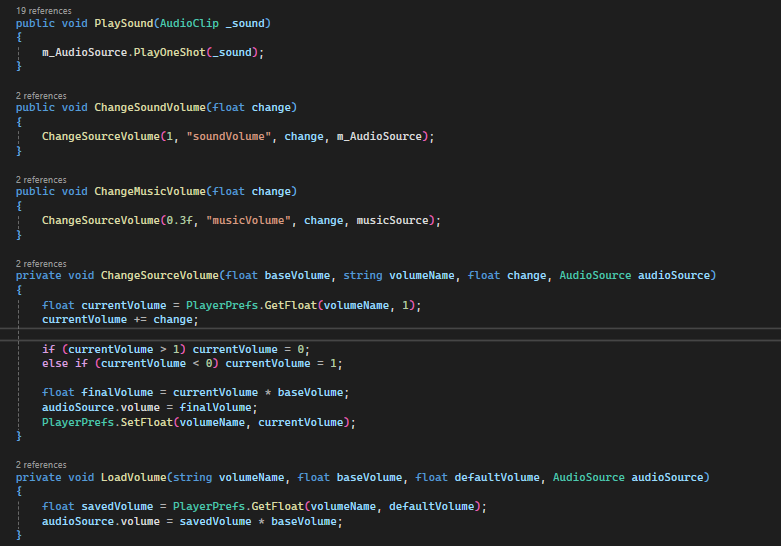 19 references
public void PlaySound(AudioClip _sound)
{
m_AudioSource.PlayOneShot(_sound);
}
2 references
public void ChangeSoundVolume(float change)
{
ChangeSourceVolume(1, "soundVolume", change, m_AudioSource);
}
2 references
public void ChangeMusicVolume(float change)
{
ChangeSourceVolume(0.3f, "musicVolume", change, musicSource);
}
2 references
private void ChangeSourceVolume(float baseVolume, string volumeName, float change, AudioSource audioSource)
{
float currentVolume = PlayerPrefs.GetFloat(volumeName, 1);
currentVolume += change;
if (currentVolume > 1) currentVolume = 0;
else if (currentVolume < 0) currentVolume = 1;
float finalVolume = currentVolume * baseVolume;
audioSource.volume = finalVolume;
PlayerPrefs.SetFloat(volumeName, currentVolume);
}
2 references
private void LoadVolume(string volumeName, float baseVolume, float defaultVolume, AudioSource audioSource)
{
float savedVolume = PlayerPrefs.GetFloat(volumeName, defaultVolume);
audioSource.volume = savedVolume * baseVolume;
}